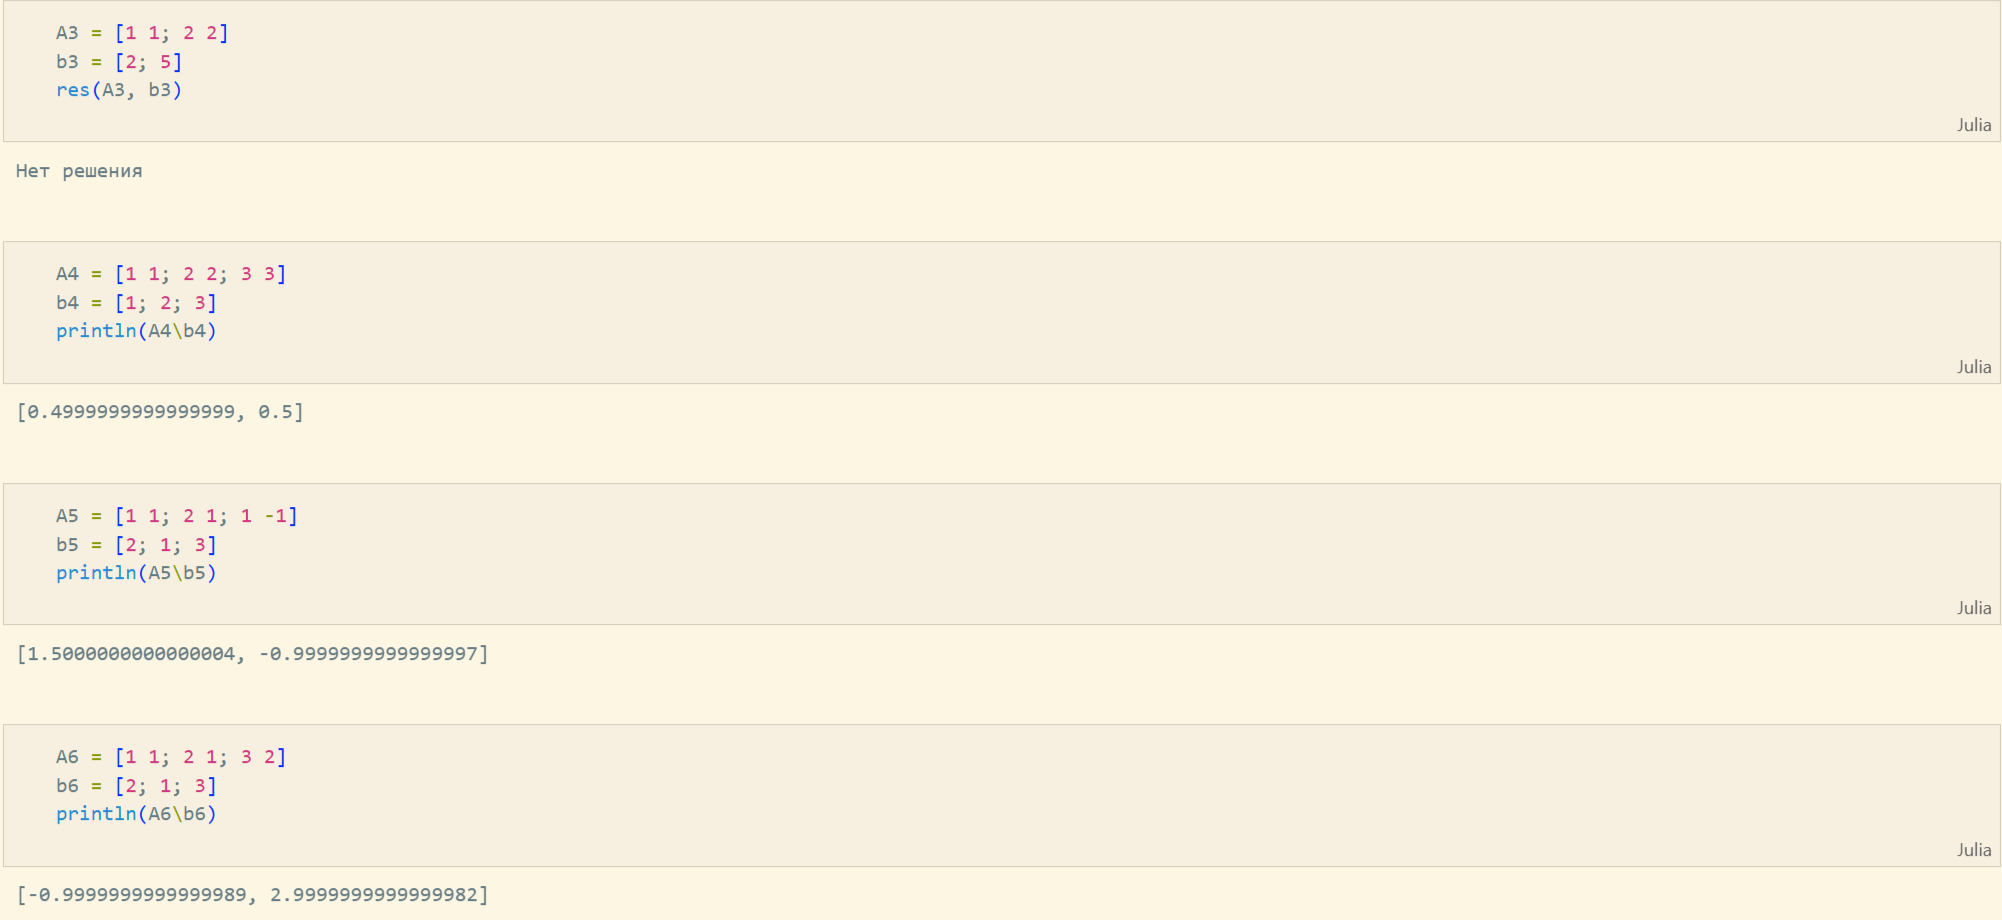 A3 = [1 1; 2 2]
b3 = [2; 5]
res(A3, b3)
Julia
Нет решения
A4 = [1 1; 2 2; 3 3]
b4 = [1; 2; 3]
println(A4\b4)
Julia
[0.4999999999999999, 0.5]
A5 = [1 1; 2 1; 1 -1]
b5 = [2; 1; 3]
println(A5\b5)
Julia
[1.5000000000000004, -0.9999999999999997]
A6 = [1 1; 2 1; 3 2]
b6 = [2; 1; 3]
println(A6\b6)
Julia
[-0.9999999999999989, 2.9999999999999982]